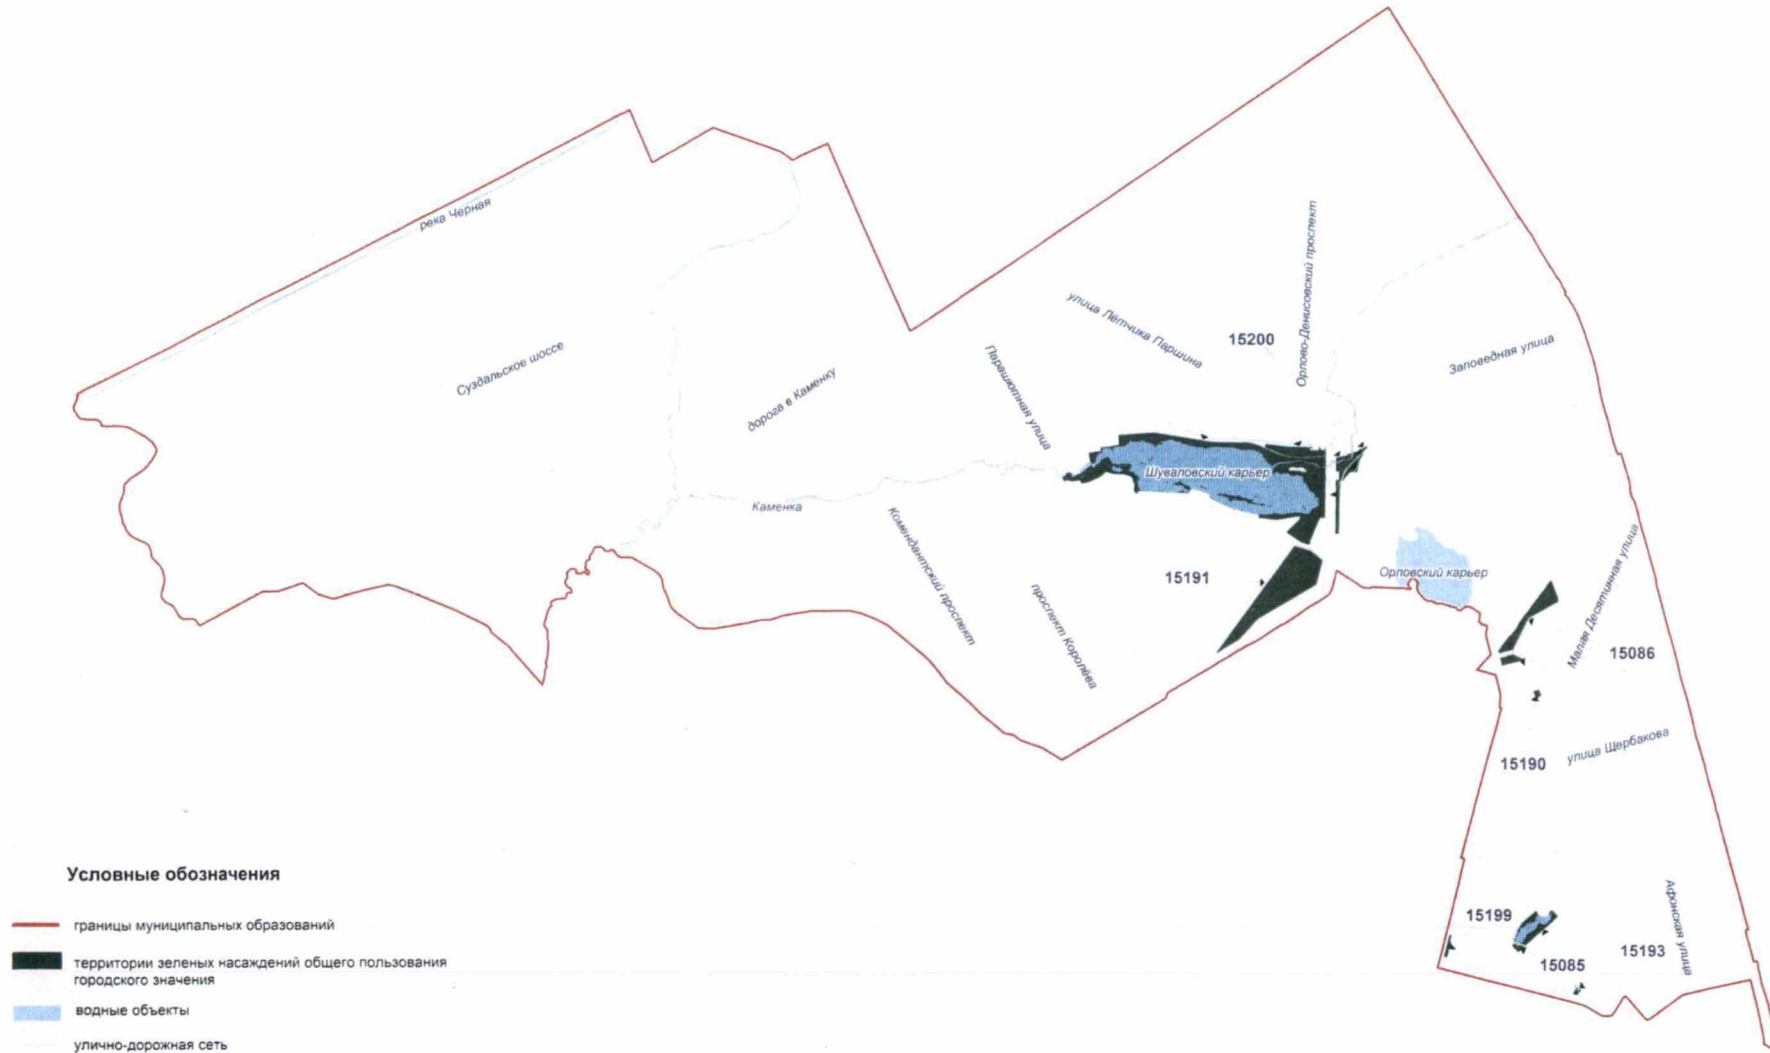 река Черная
Суздальское шоссе
дорога в Каменку
Каменка
Парашютная улица
улица Лётчика Паршина
15200
Орлово-Денисовский проспект
Заповедная улица
Шуваловский карьер
Комендантский проспект
проспект Королёва
15191
Орловский карьер
Малая Десятинная улица
15086
15190
улица Щербакова
15199
15085
15193
Афонская улица
Условные обозначения
границы муниципальных образований
территории зеленых насаждений общего пользования
городского значения
водные объекты
улично-дорожная сеть